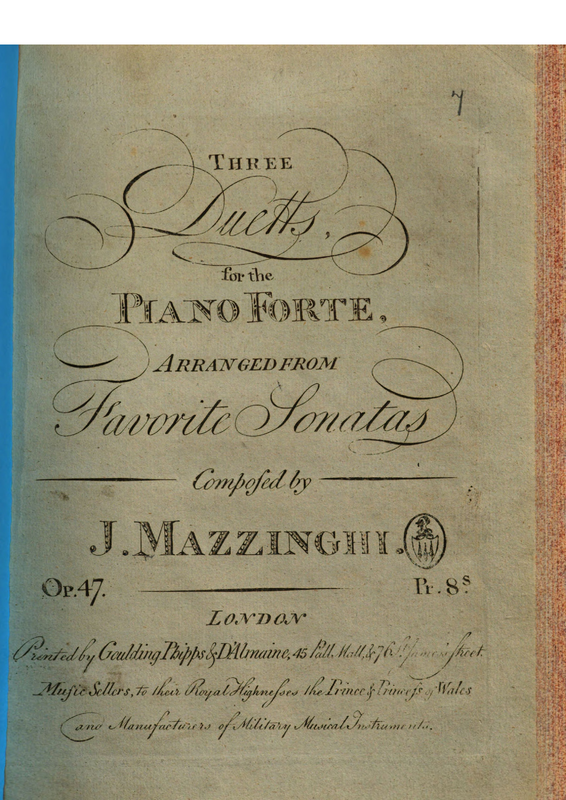 7
THREE
Duetts,
for the
PIANO FORTE,
ARRANGED FROM
Favorite Sonatas
Compoſed by
J. MAZZINGHI.
Op. 47. Pr. 8s.
LONDON
Printed by Goulding Phipps & D'Almaine, 45 Pall Mall, & 76 St. James's street.
Muſic Sellers, to their Royal Highneſses the Prince & Princeſs of Wales
and Manufacturers of Military Musical Instruments.